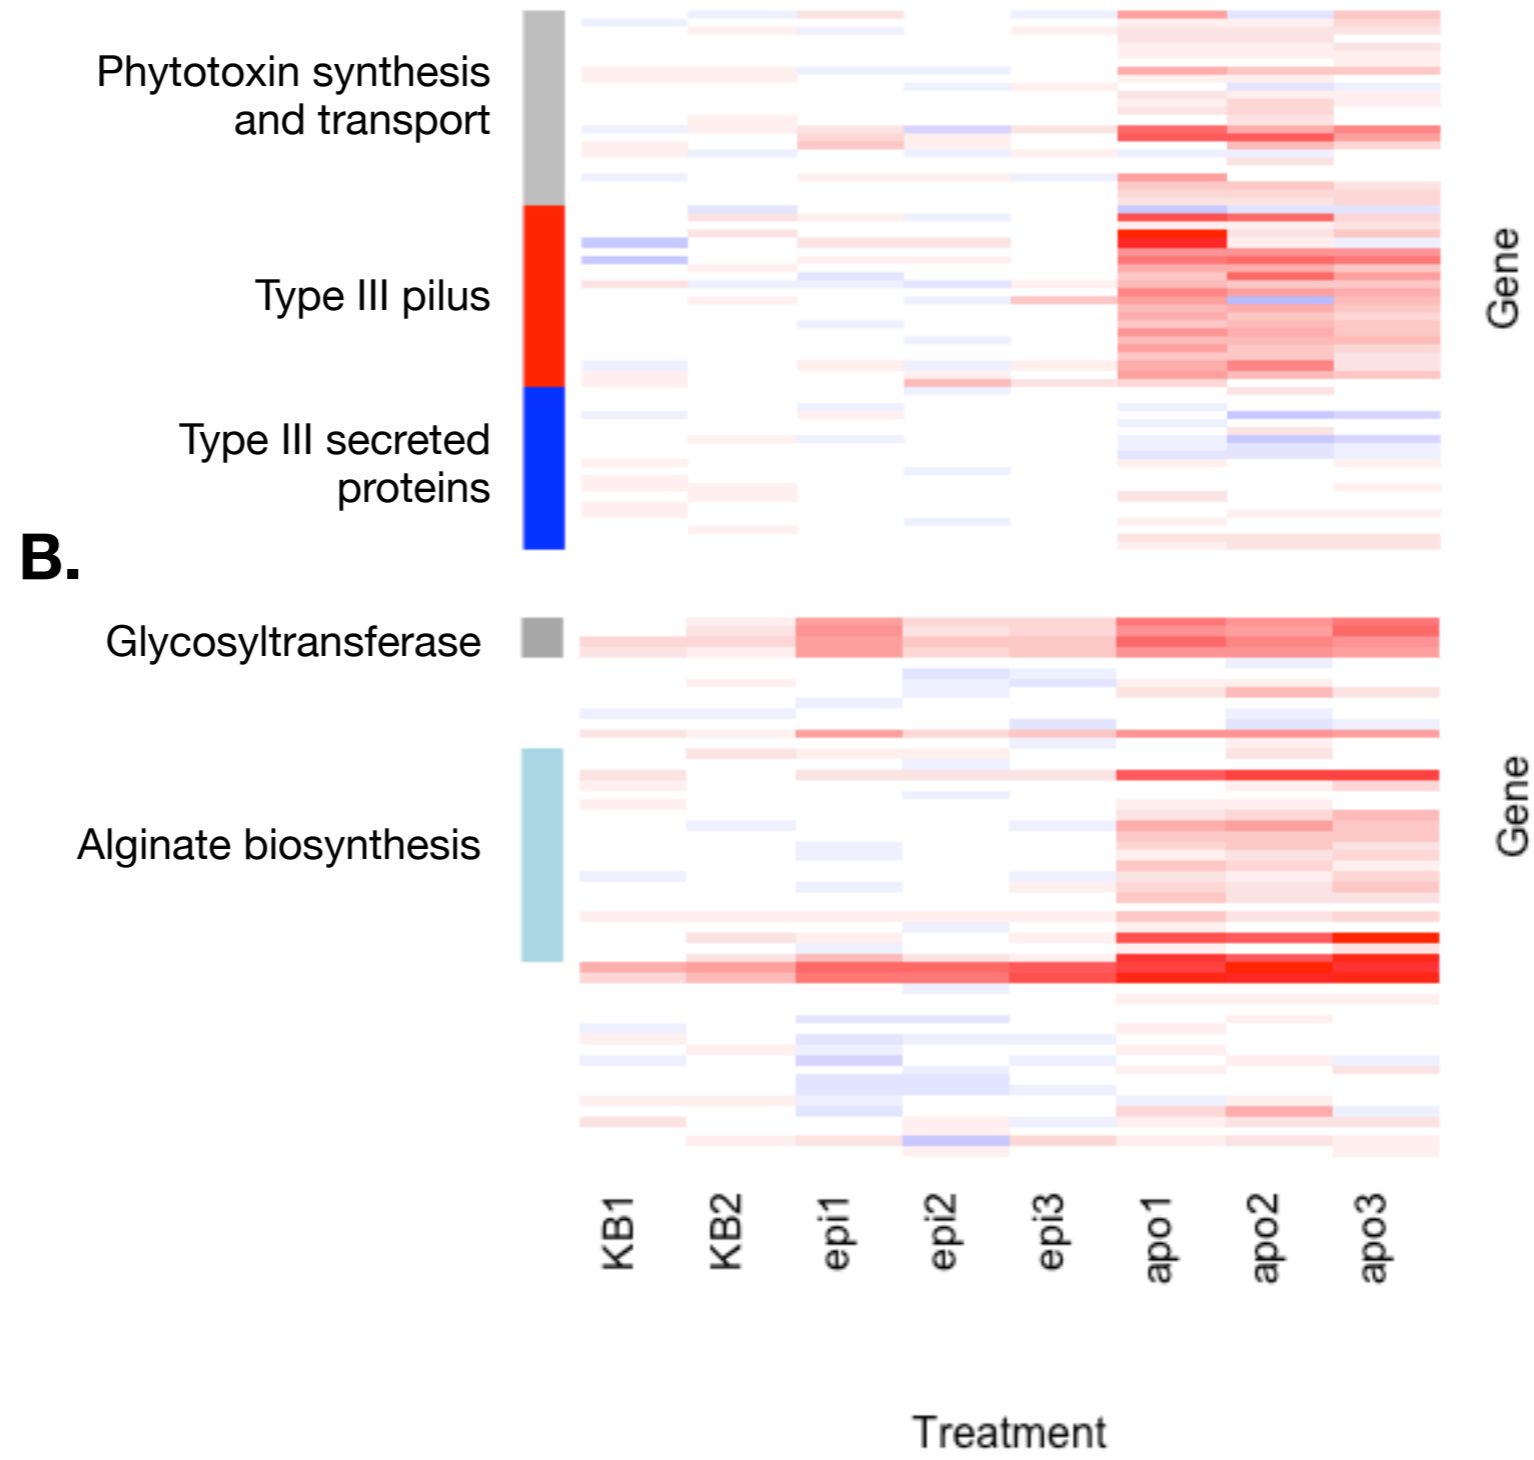 Phytotoxin synthesis
and transport
Type III pilus
Gene
Type III secreted
proteins
B.
Glycosyltransferase
Alginate biosynthesis
Gene
KB1 KB2 epi1 epi2 epi3 apo1 apo2 apo3
Treatment